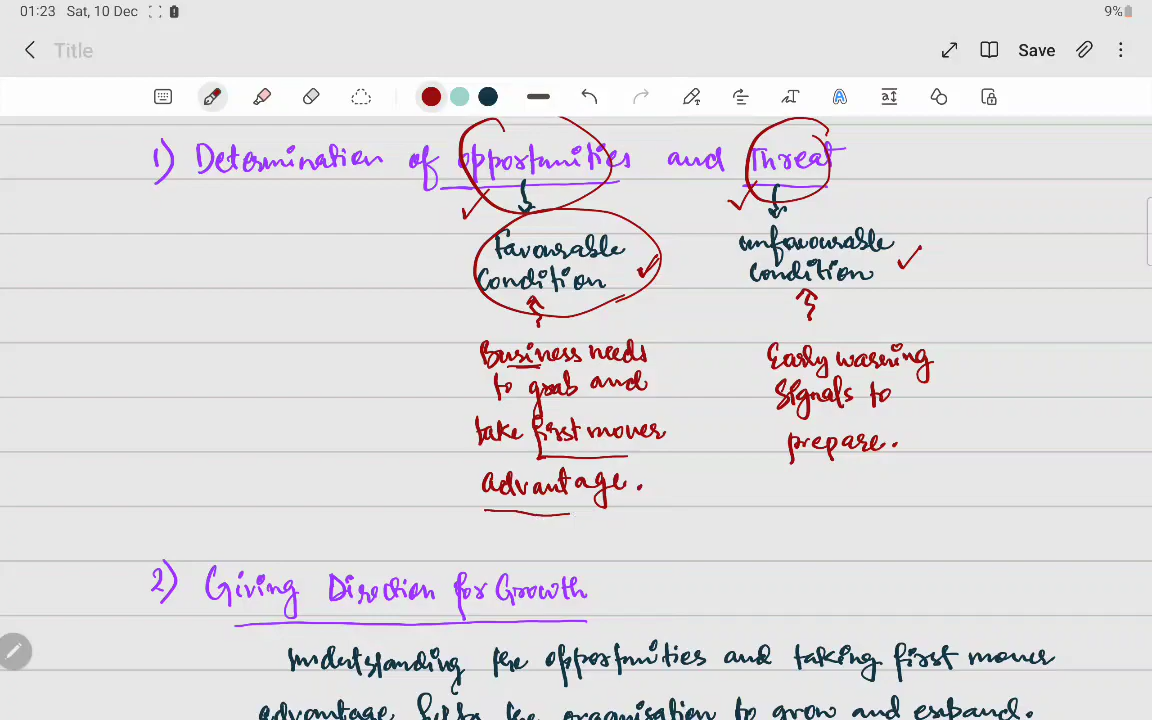 01:23 Sat, 10 Dec 9%
Title Save
1) Determination of opportunities and Threat
favourable unfavourable
condition condition
Business needs Early warning
to grab and signals to
take first mover prepare.
advantage.
2) Giving Direction for Growth
understanding the opportunities and taking first mover
advantage helps the organisation to grow and expand.